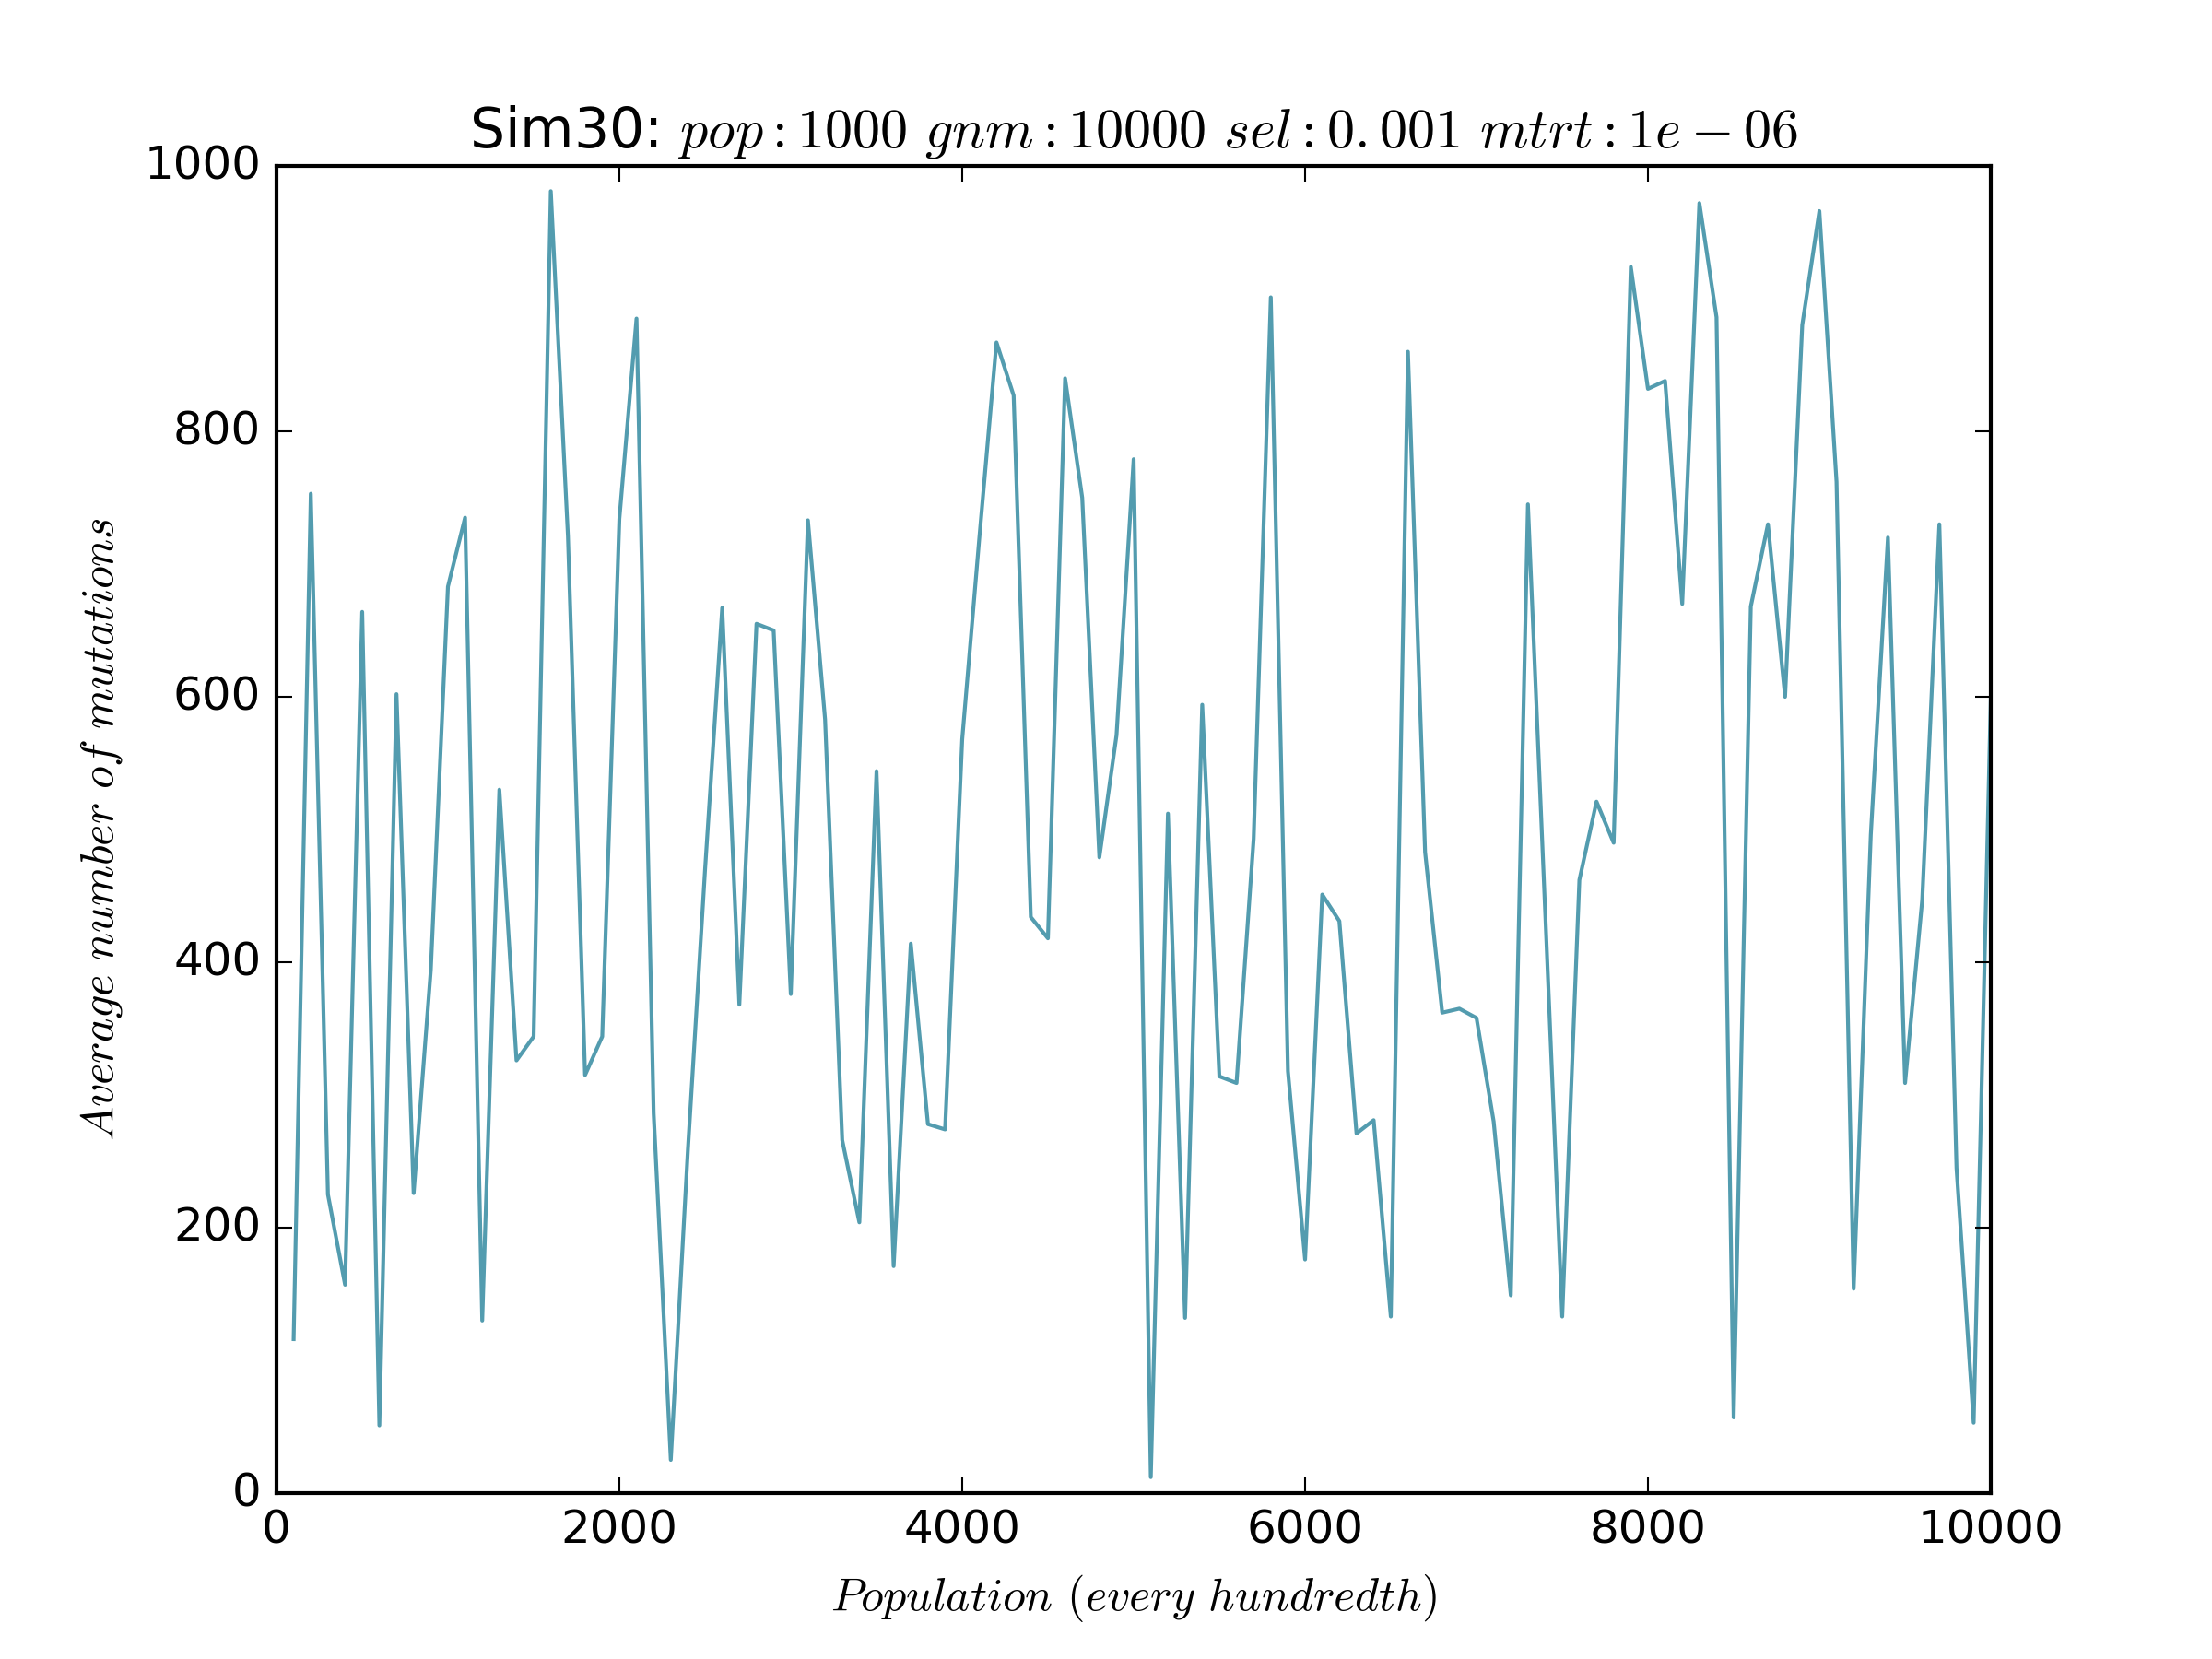 Sim30: pop : 1000 gnm : 10000 sel : 0.001 mtrt : 1e − 06
1000
800
600
400
200
0
Average number of mutations
0 2000 4000 6000 8000 10000
Population (every hundredth)